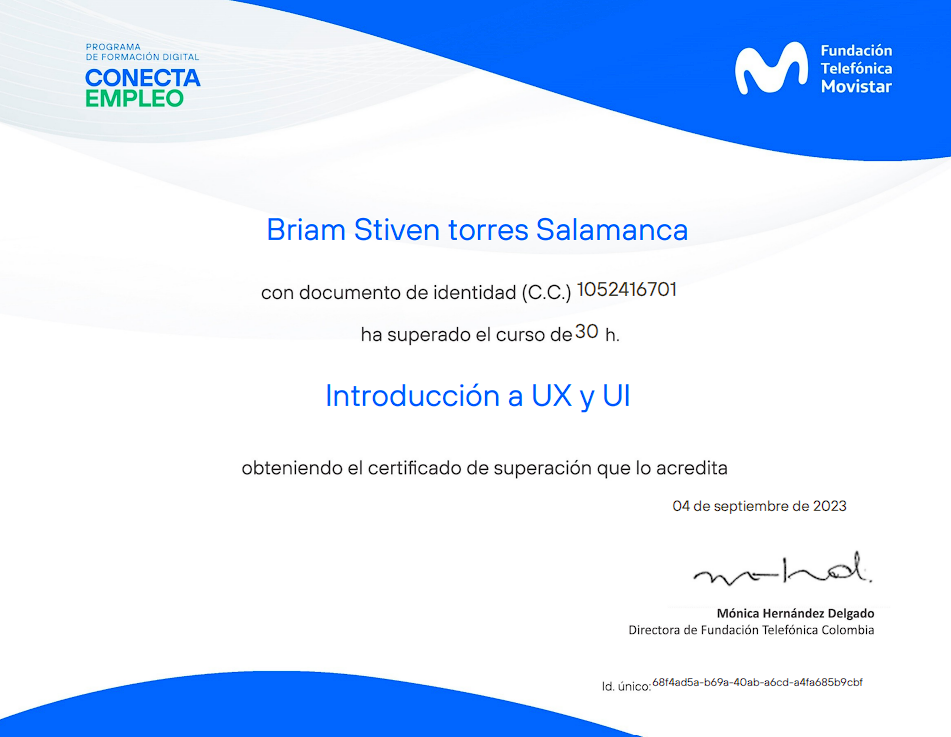 PROGRAMA
DE FORMACIÓN DIGITAL
CONECTA
EMPLEO
Fundación
Telefónica
Movistar
Briam Stiven torres Salamanca
con documento de identidad (C.C.) 1052416701
ha superado el curso de 30 h.
Introducción a UX y UI
obteniendo el certificado de superación que lo acredita
04 de septiembre de 2023
Mónica Hernández Delgado
Directora de Fundación Telefónica Colombia
Id. único: 68f4ad5a-b69a-40ab-a6cd-a4fa685b9cbf